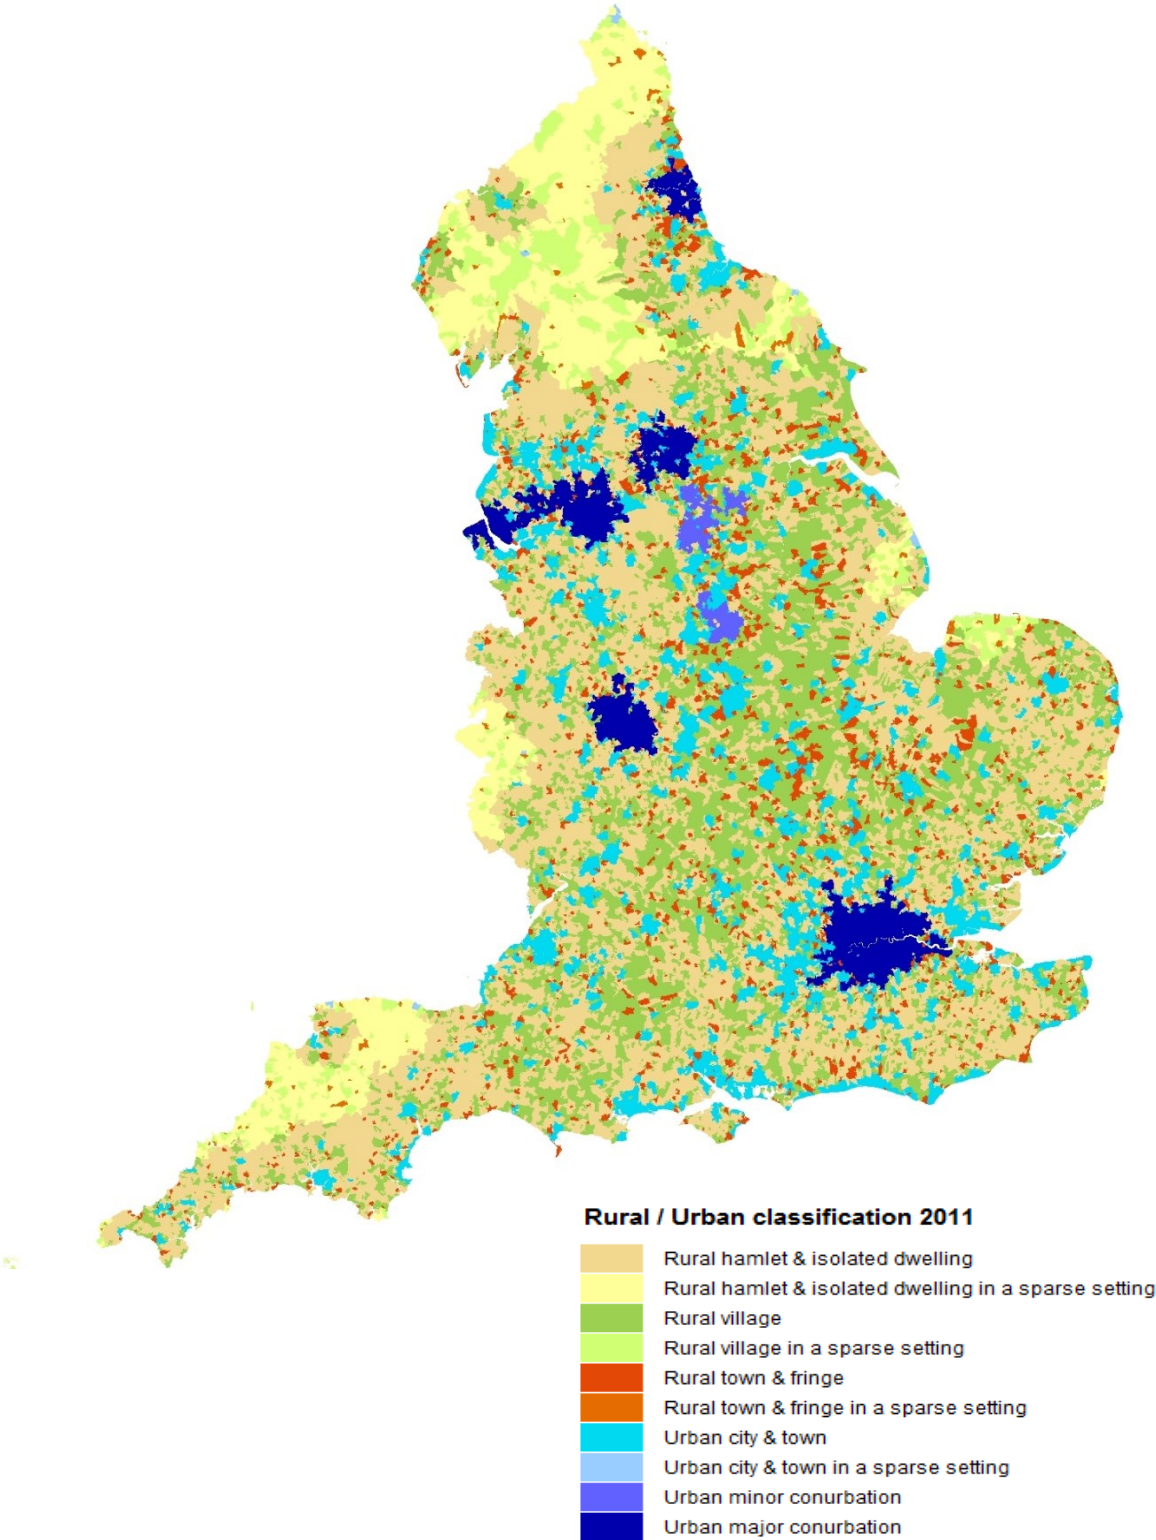 Rural / Urban classification 2011
Rural hamlet & isolated dwelling
Rural hamlet & isolated dwelling in a sparse setting
Rural village
Rural village in a sparse setting
Rural town & fringe
Rural town & fringe in a sparse setting
Urban city & town
Urban city & town in a sparse setting
Urban minor conurbation
Urban major conurbation